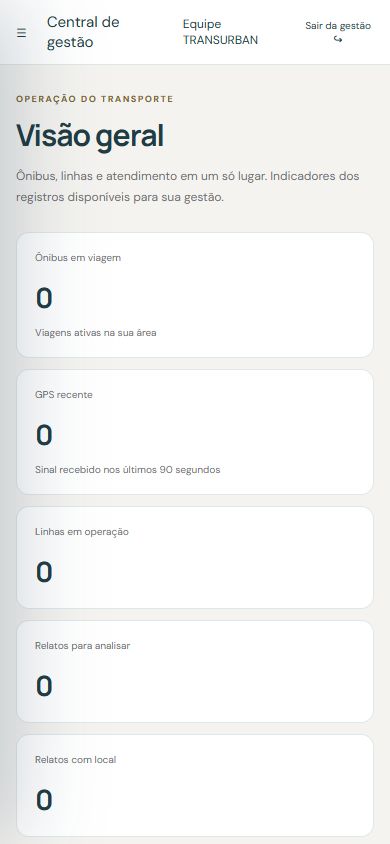 ☰
Central de
gestão
Equipe
TRANSURBAN
Sair da gestão
↪
OPERAÇÃO DO TRANSPORTE
Visão geral
Ônibus, linhas e atendimento em um só lugar. Indicadores dos
registros disponíveis para sua gestão.
Ônibus em viagem
0
Viagens ativas na sua área
GPS recente
0
Sinal recebido nos últimos 90 segundos
Linhas em operação
0
Relatos para analisar
0
Relatos com local
0